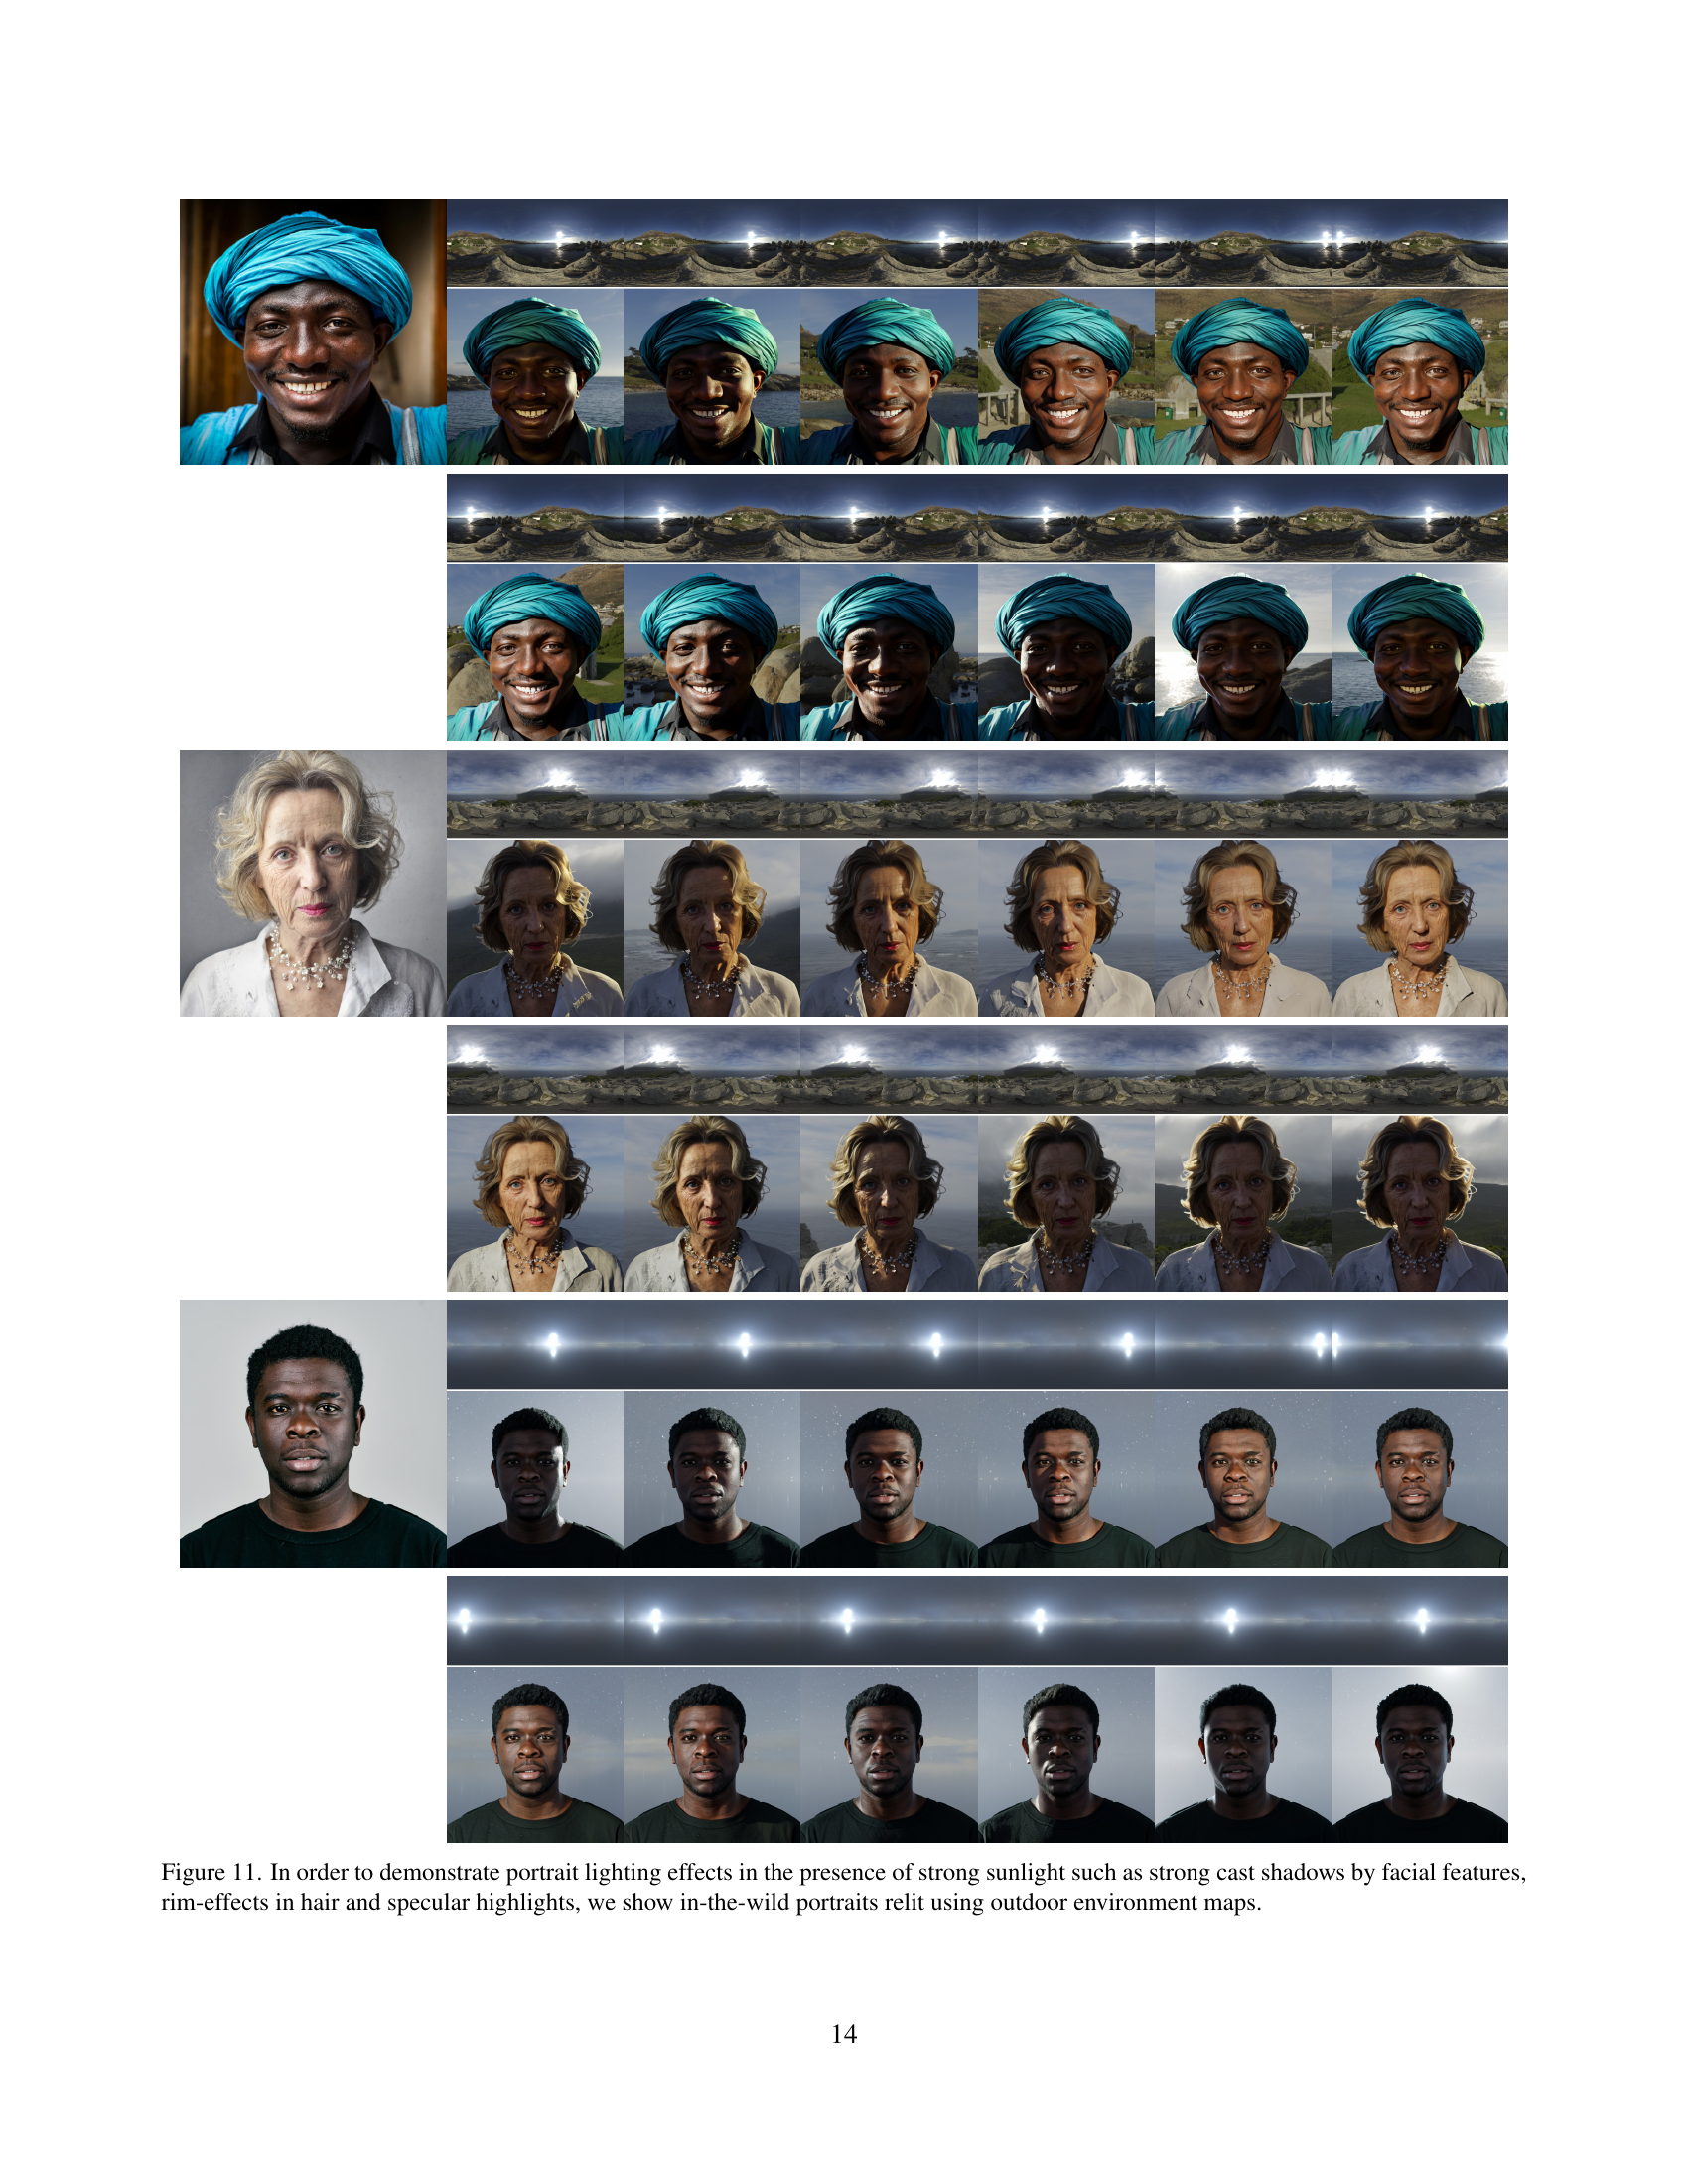 Figure 11. In order to demonstrate portrait lighting effects in the presence of strong sunlight such as strong cast shadows by facial features,
rim-effects in hair and specular highlights, we show in-the-wild portraits relit using outdoor environment maps.
14